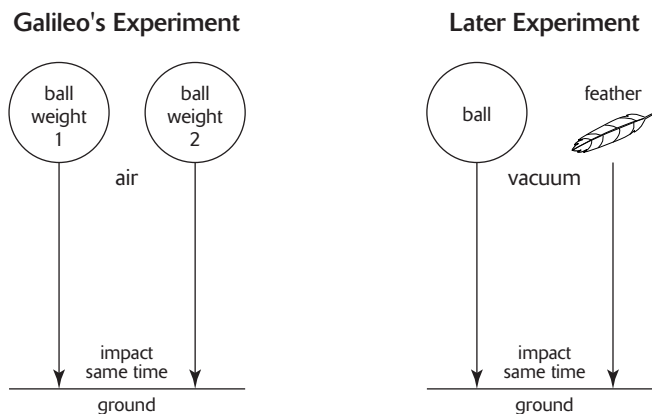 Galileo's Experiment
ball
weight
1
ball
weight
2
air
impact
same time
ground
Later Experiment
ball
feather
vacuum
impact
same time
ground